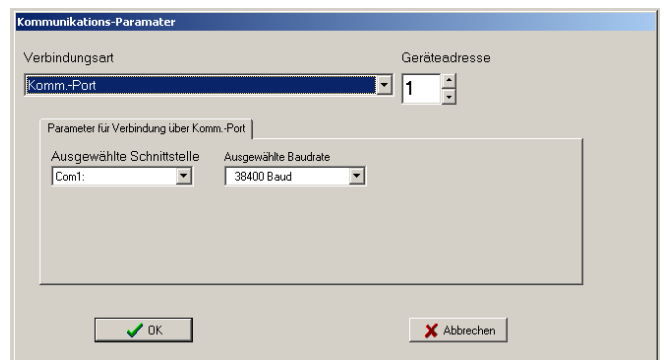 Kommunikations-Paramater
Verbindungsart
Geräteadresse
Komm.-Port
1
Parameter für Verbindung über Komm.-Port
Ausgewählte Schnittstelle
Ausgewählte Baudrate
Com1:
38400 Baud
OK
Abbrechen